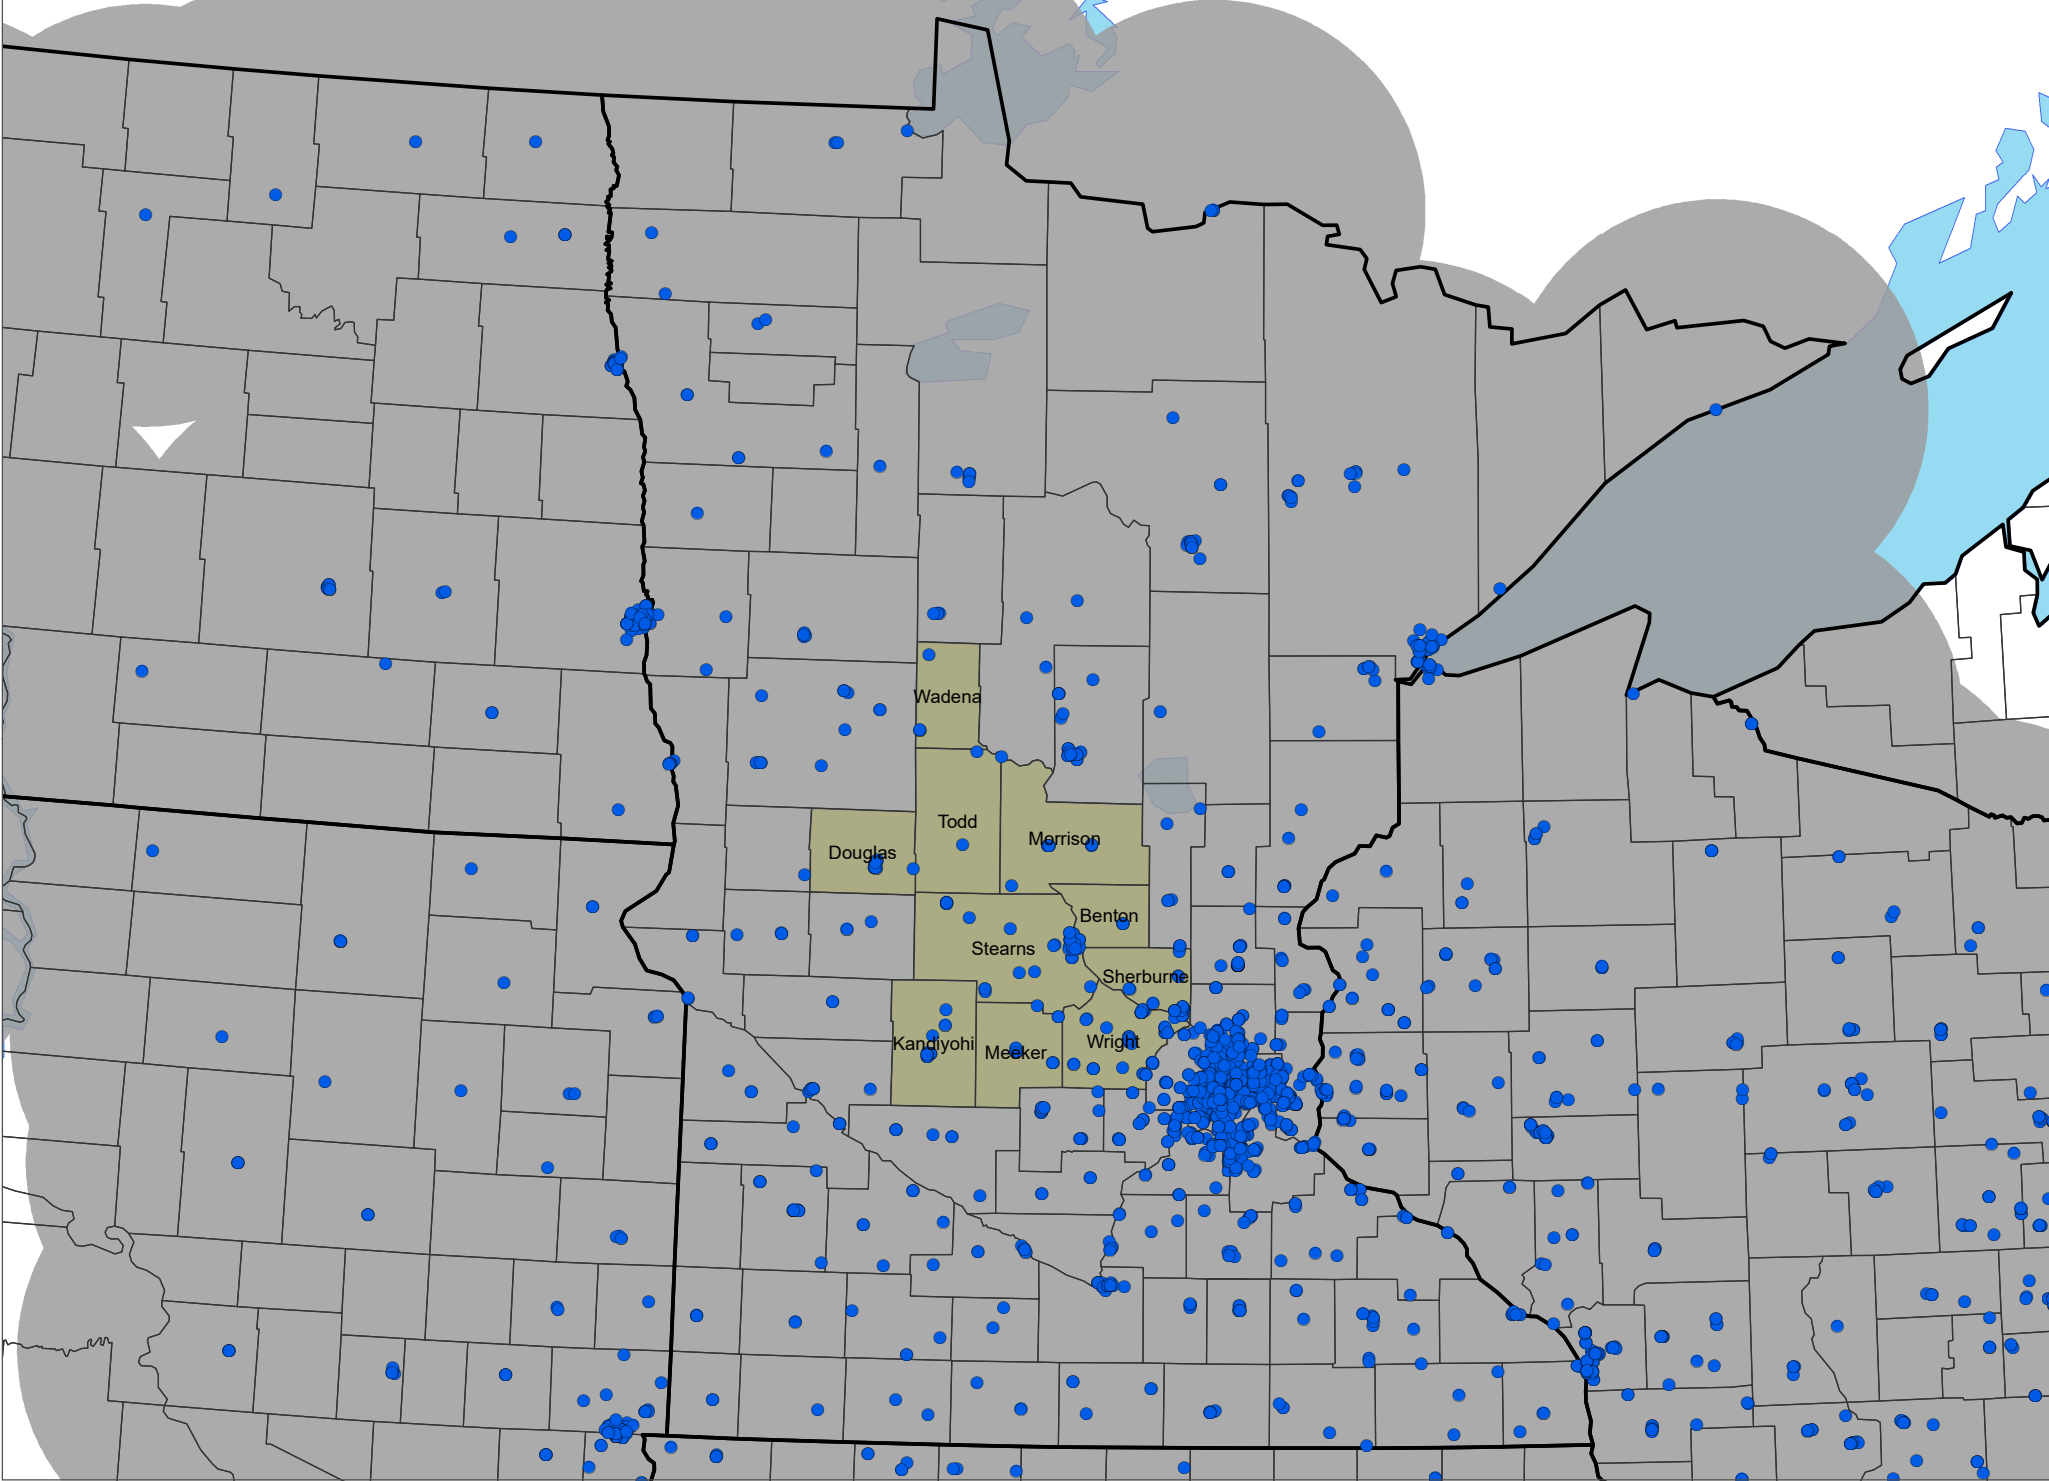 Wadena
Todd
Morrison
Douglas
Benton
Stearns
Sherburne
Kandiyohi
Meeker
Wright